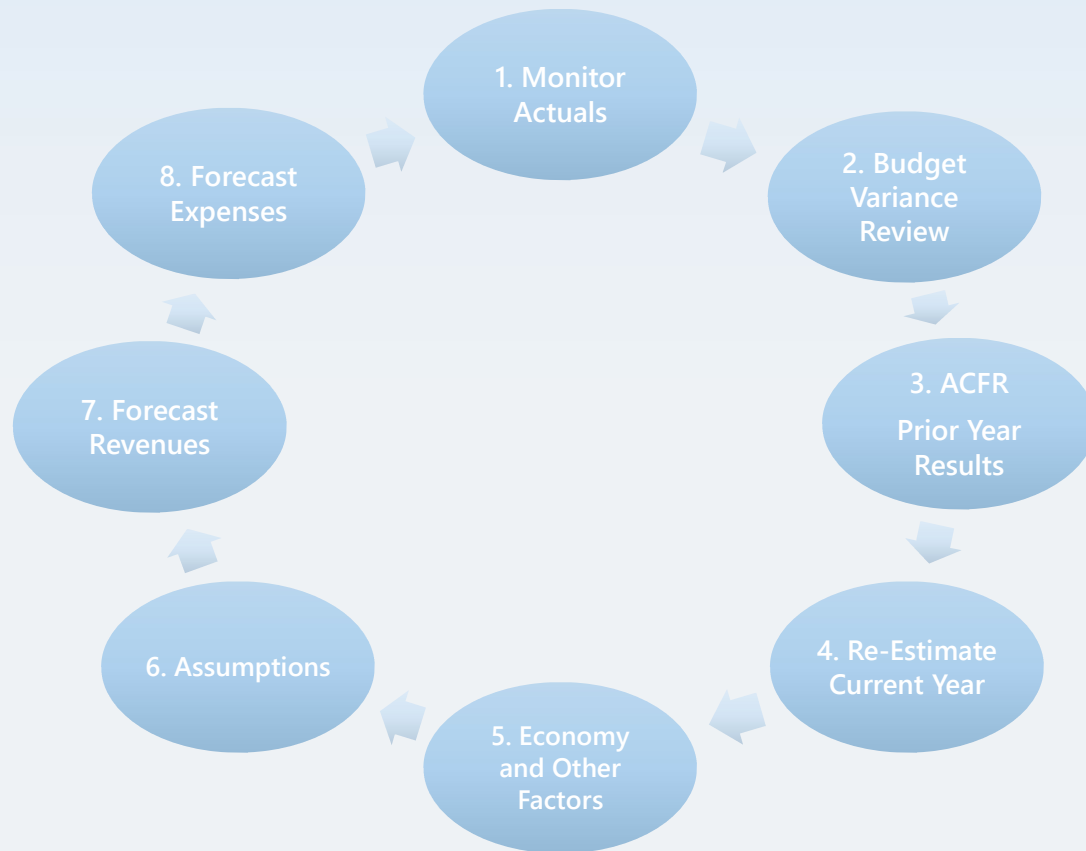 1. Monitor
Actuals
2. Budget
Variance
Review
3. ACFR
Prior Year
Results
4. Re-Estimate
Current Year
5. Economy
and Other
Factors
6. Assumptions
7. Forecast
Revenues
8. Forecast
Expenses